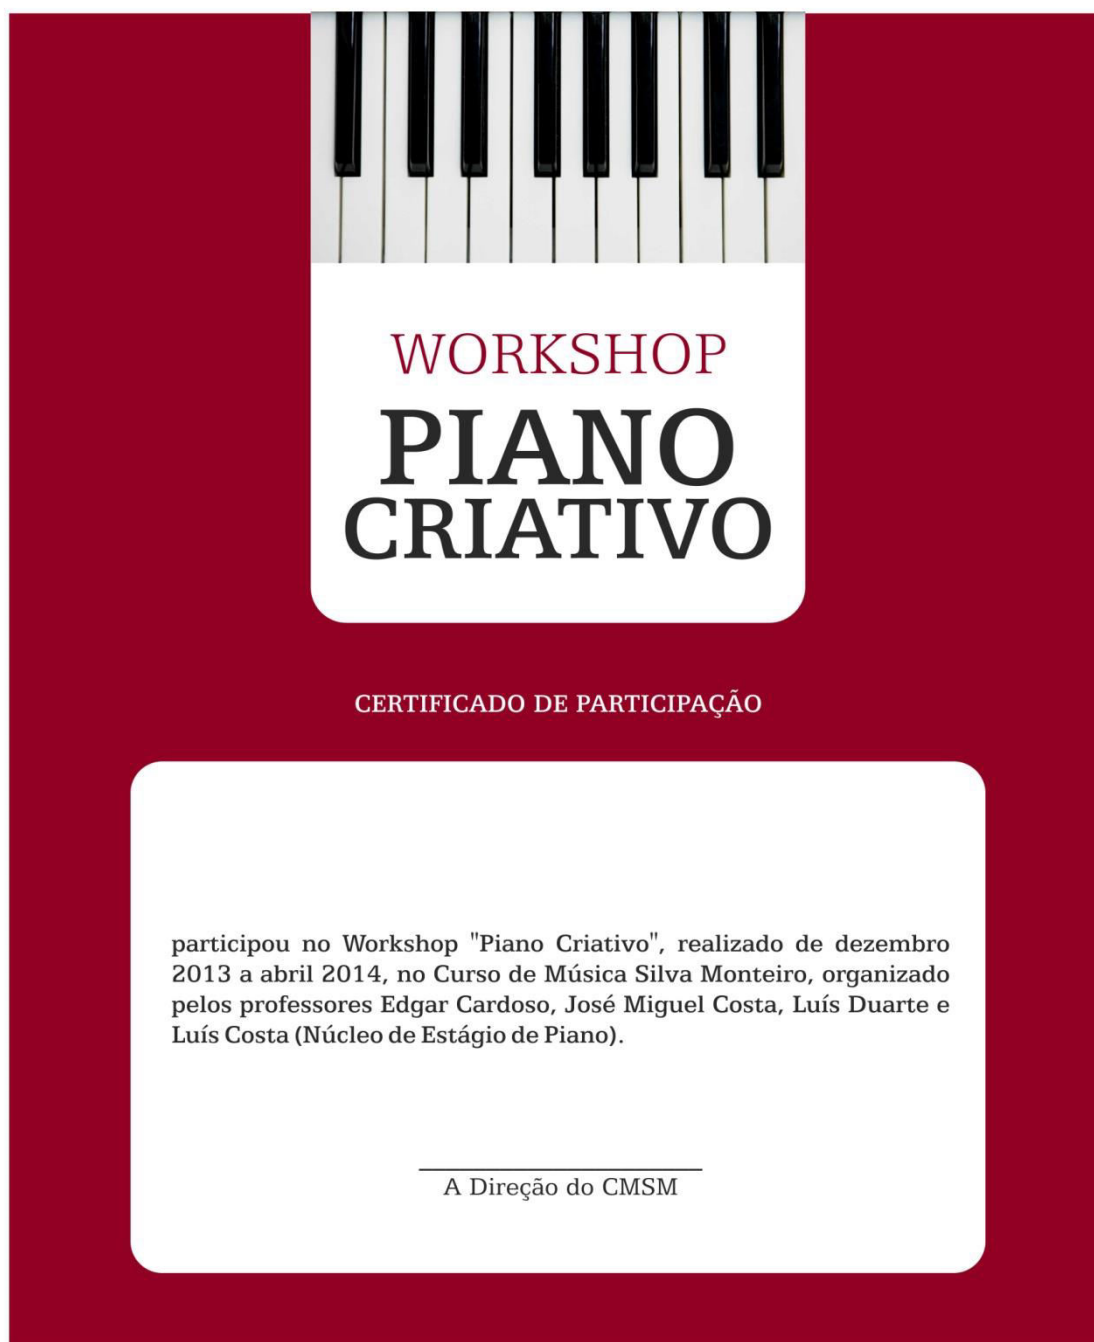 WORKSHOP
PIANO
CRIATIVO
CERTIFICADO DE PARTICIPAÇÃO
participou no Workshop "Piano Criativo", realizado de dezembro
2013 a abril 2014, no Curso de Música Silva Monteiro, organizado
pelos professores Edgar Cardoso, José Miguel Costa, Luís Duarte e
Luís Costa (Núcleo de Estágio de Piano).
A Direção do CMSM